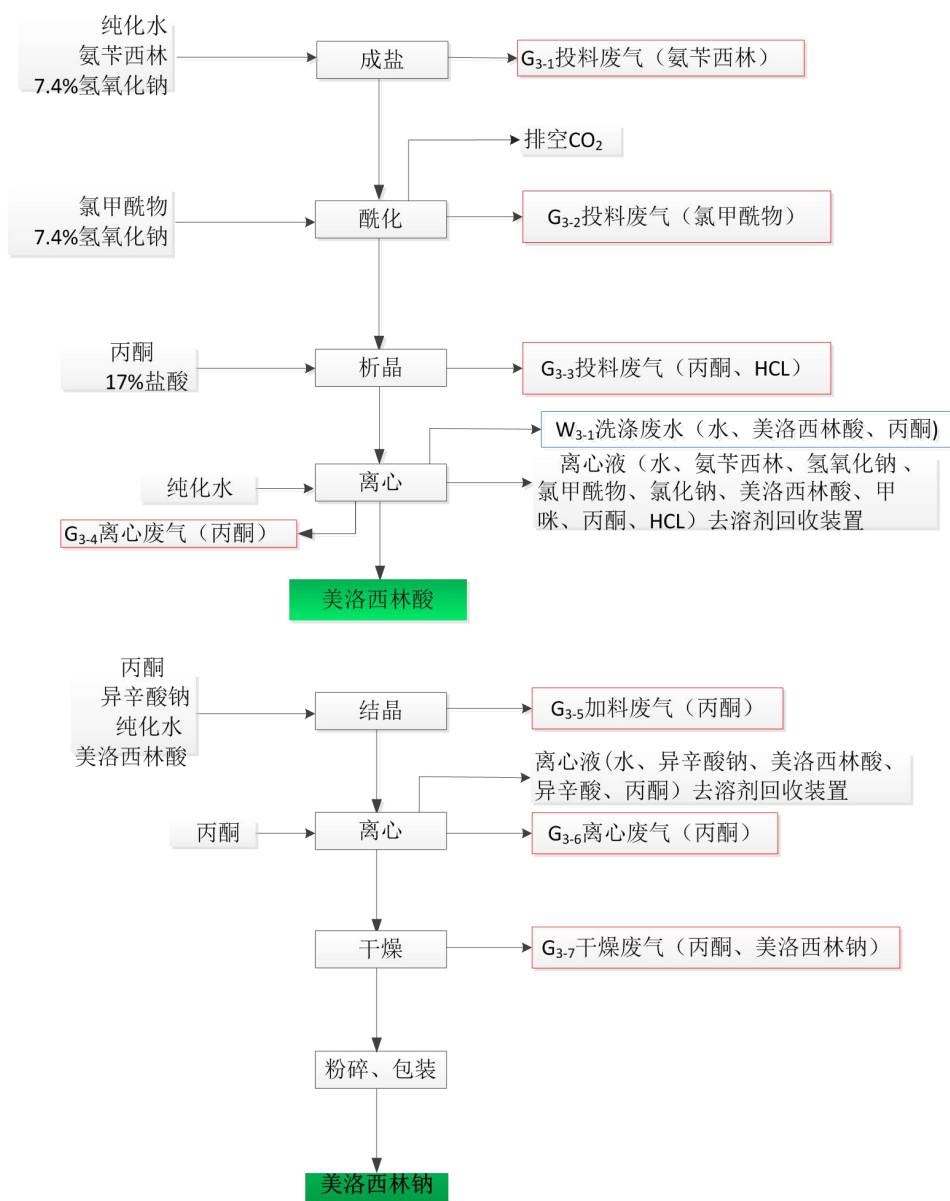 纯化水
氨苄西林
7.4%氢氧化钠
成盐
G3-1投料废气（氨苄西林）
排空CO2
氯甲酰物
7.4%氢氧化钠
酰化
G3-2投料废气（氯甲酰物）
丙酮
17%盐酸
析晶
G3-3投料废气（丙酮、HCL）
W3-1洗涤废水（水、美洛西林酸、丙酮)
纯化水
离心
离心液（水、氨苄西林、氢氧化钠、
氯甲酰物、氯化钠、美洛西林酸、甲
咪、丙酮、HCL）去溶剂回收装置
G3-4离心废气（丙酮）
美洛西林酸
丙酮
异辛酸钠
纯化水
美洛西林酸
结晶
G3-5加料废气（丙酮）
离心液(水、异辛酸钠、美洛西林酸、
异辛酸、丙酮）去溶剂回收装置
丙酮
离心
G3-6离心废气（丙酮）
干燥
G3-7干燥废气（丙酮、美洛西林钠）
粉碎、包装
美洛西林钠